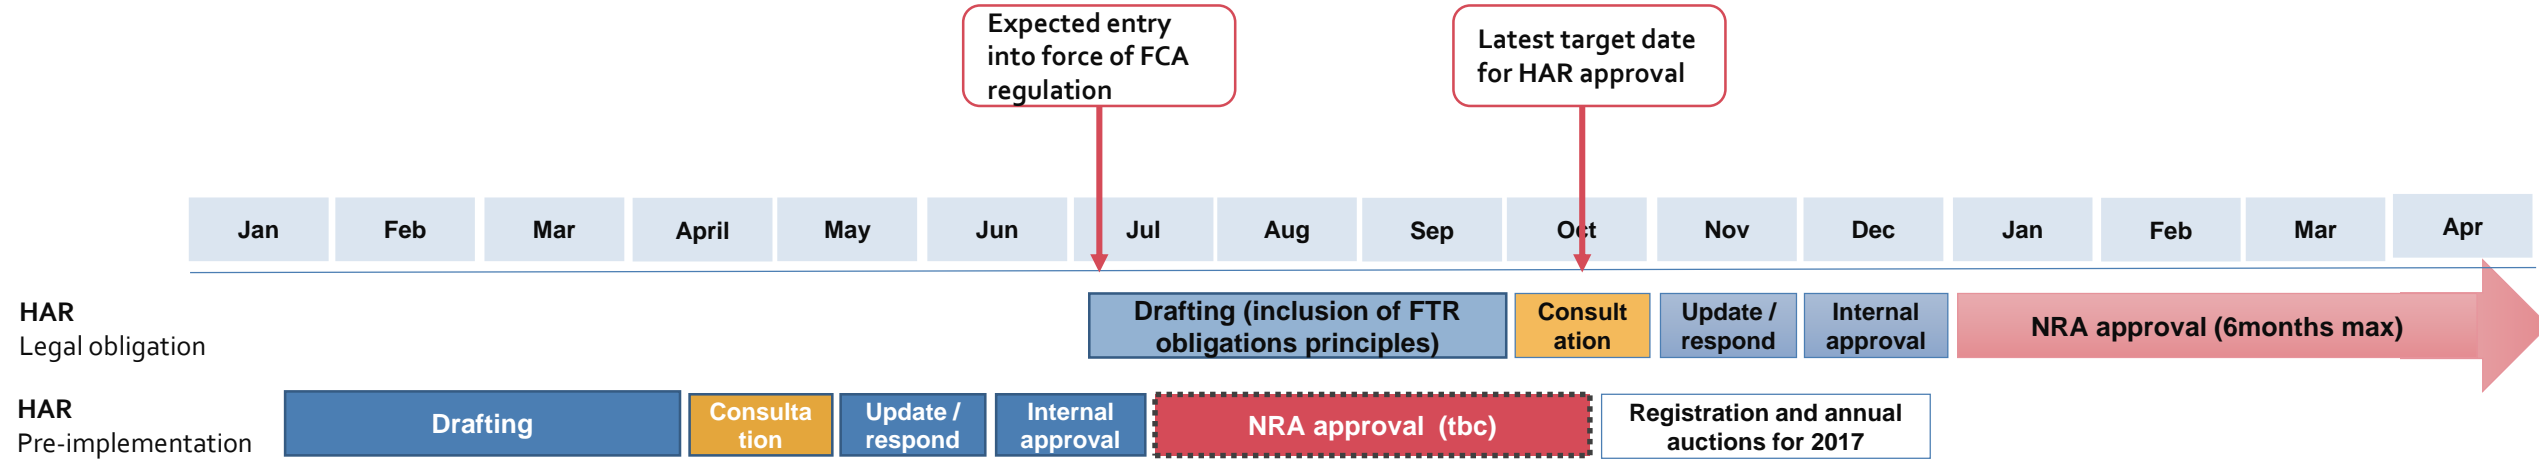 Expected entry
into force of FCA
regulation
Latest target date
for HAR approval
Jan Feb Mar April May Jun Jul Aug Sep Oct Nov Dec Jan Feb Mar Apr
HAR
Legal obligation
Drafting (inclusion of FTR
obligations principles)
Consult
ation
Update /
respond
Internal
approval
NRA approval (6months max)
HAR
Pre-implementation
Drafting
Consulta
tion
Update /
respond
Internal
approval
NRA approval (tbc)
Registration and annual
auctions for 2017